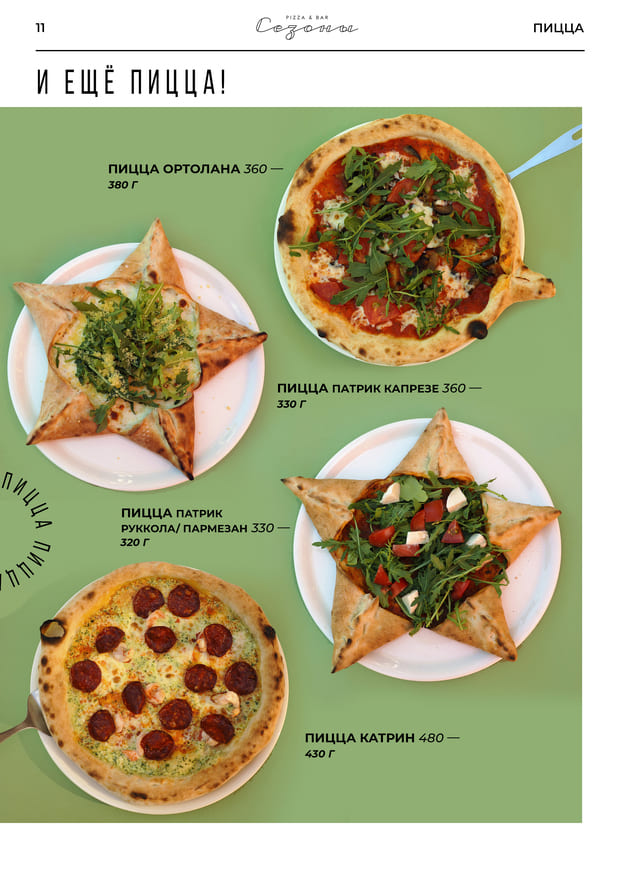 11
PIZZA & BAR
Сезоны
ПИЦЦА
И ЕЩЁ ПИЦЦА!
ПИЦЦА ОРТОЛАНА 360 —
380 Г
ПИЦЦА ПАТРИК КАПРЕЗЕ 360 —
330 Г
ПИЦЦА ПАТРИК
РУККОЛА/ ПАРМЕЗАН 330 —
320 Г
ПИЦЦА ПИЦЦА
ПИЦЦА КАТРИН 480 —
430 Г